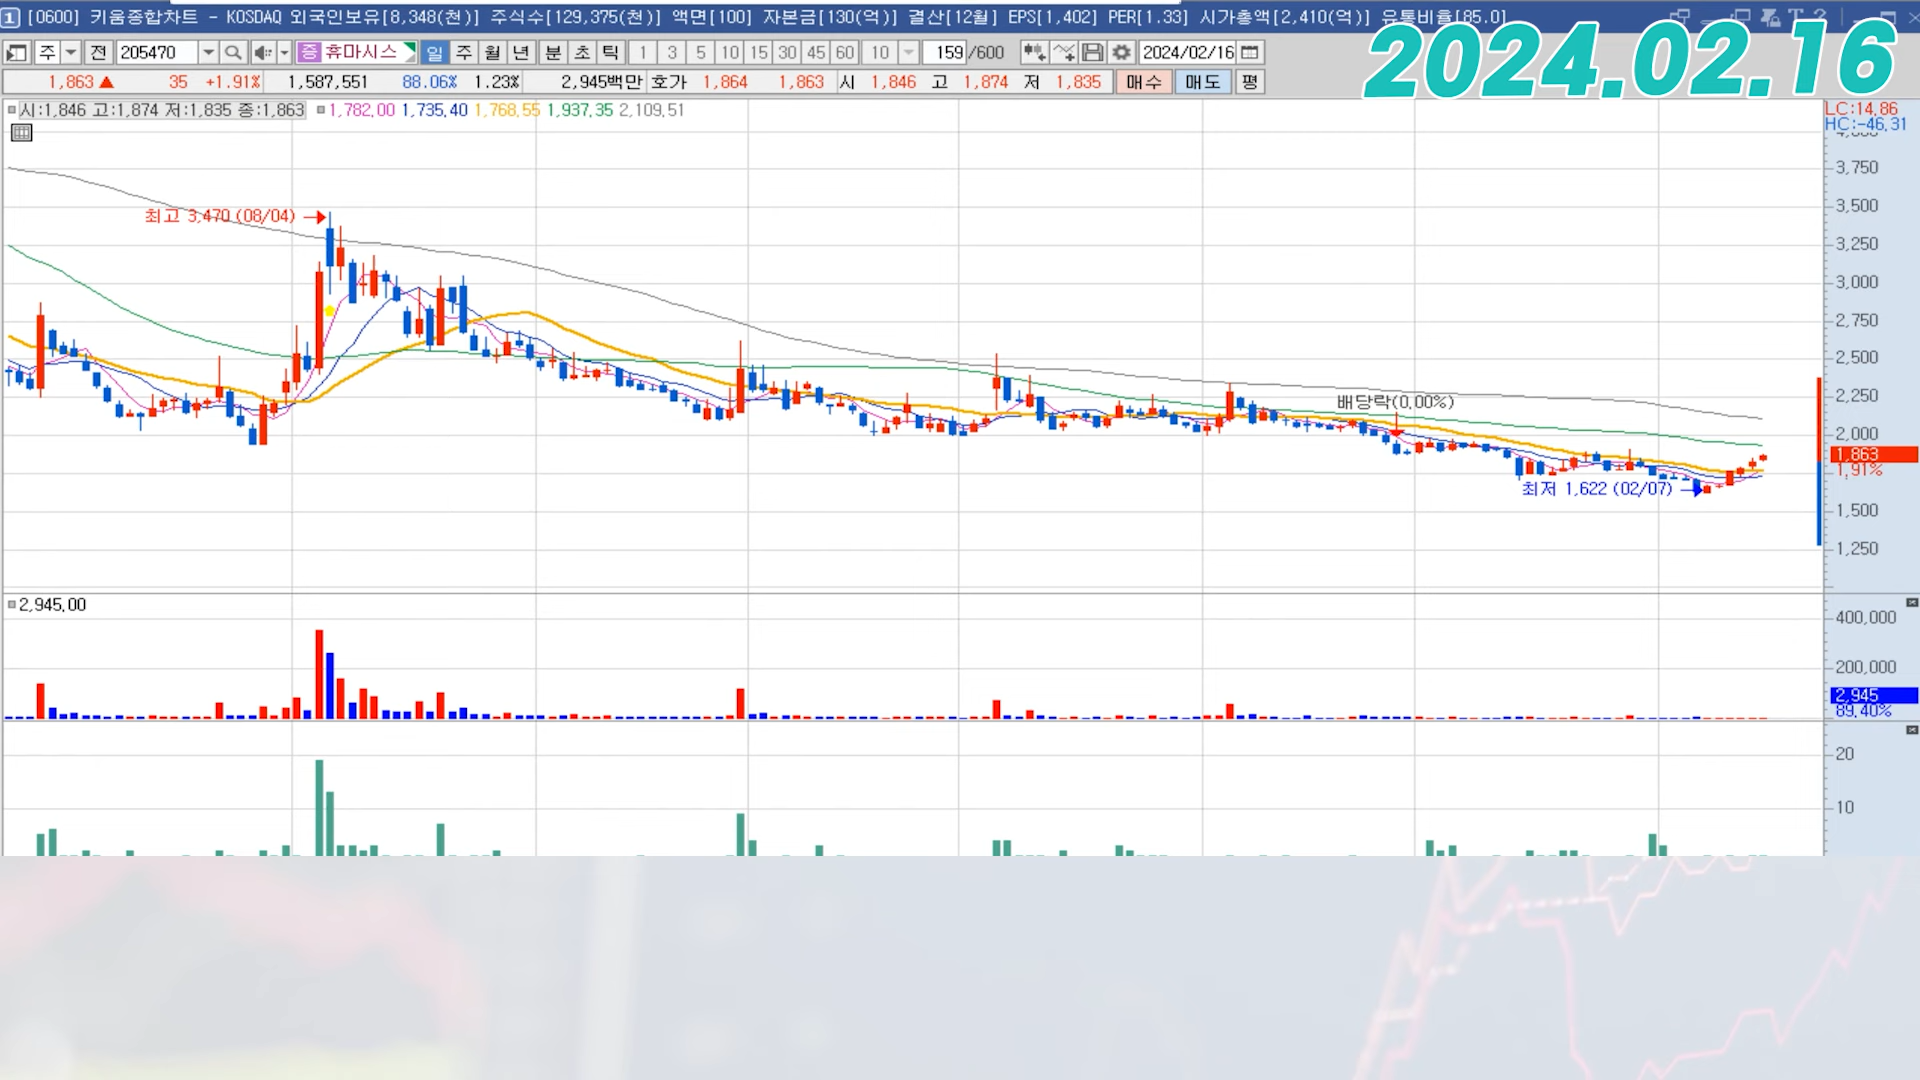 1 [0600] 키움종합차트 - KOSDAQ 외국인보유[8,348(천)] 주식수[129,375(천)] 액면[100] 자본금[130(억)] 결산[12월] EPS[1,402] PER[1.33] 시가총액[2,410(억)] 유통비율[85.0]
2024.02.16
주 전 205470 증 휴마시스 일 주 월 년 분 초 틱 1 3 5 10 15 30 45 60 10 159 /600 2024/02/16
1,863 ▲ 35 +1.91% 1,587,551 88.06% 1.23% 2,945백만 호가 1,864 1,863 시 1,846 고 1,874 저 1,835 매수 매도 평
시:1,846 고:1,874 저:1,835 종:1,863 1,782.00 1,735.40 1,768.55 1,937.35 2,109.51
LC:14.86
HC:-46.31
3,750
최고 3,470 (08/04)
3,500
3,250
3,000
2,750
2,500
2,250
배당락(0.00%)
2,000
1,863
1.91%
최저 1,622 (02/07)
1,500
1,250
2,945.00
400,000
200,000
2,945
89.40%
20
10